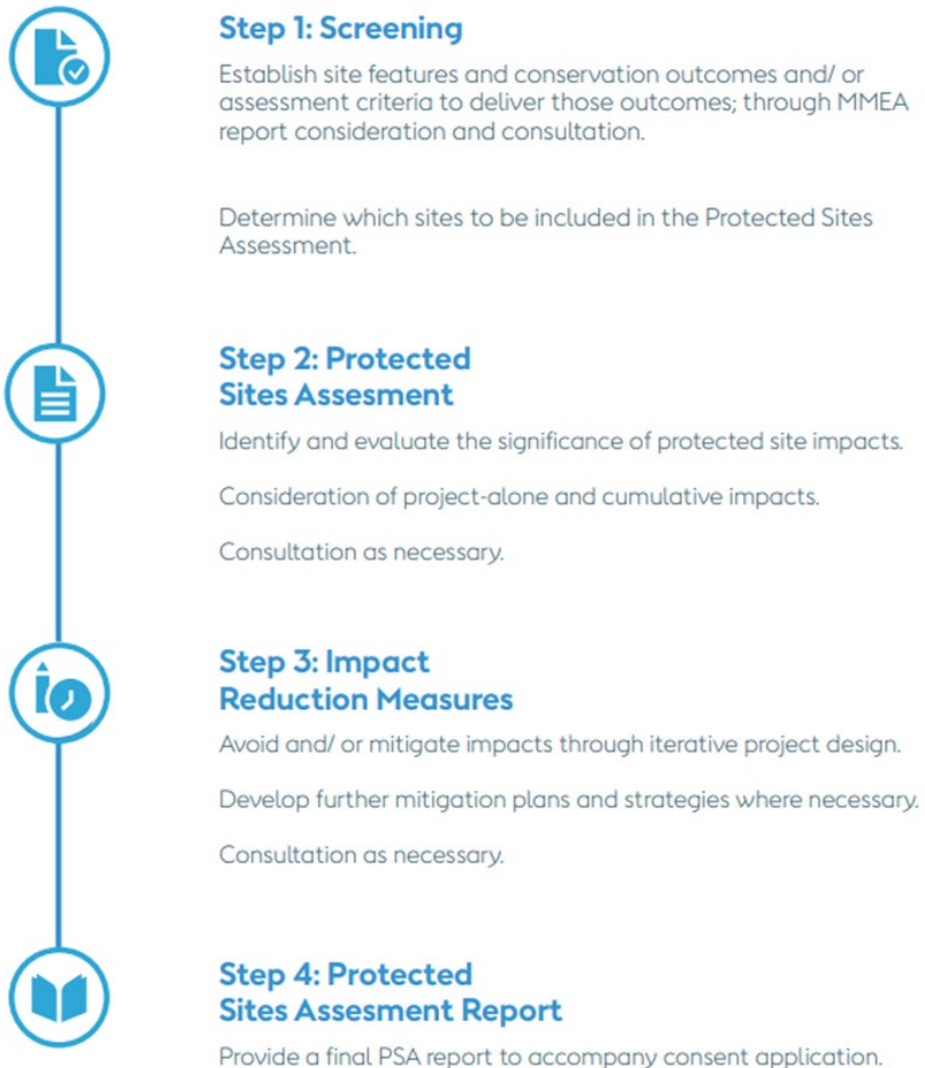 Step 1: Screening
Establish site features and conservation outcomes and/ or
assessment criteria to deliver those outcomes; through MMEA
report consideration and consultation.
Determine which sites to be included in the Protected Sites
Assessment.
Step 2: Protected
Sites Assesment
Identify and evaluate the significance of protected site impacts.
Consideration of project-alone and cumulative impacts.
Consultation as necessary.
Step 3: Impact
Reduction Measures
Avoid and/ or mitigate impacts through iterative project design.
Develop further mitigation plans and strategies where necessary.
Consultation as necessary.
Step 4: Protected
Sites Assesment Report
Provide a final PSA report to accompany consent application.